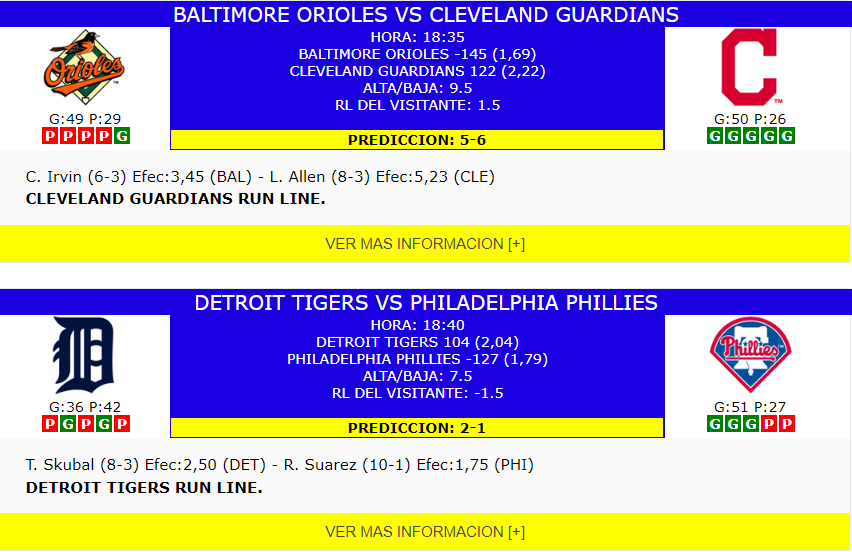 BALTIMORE ORIOLES VS CLEVELAND GUARDIANS
HORA: 18:35
BALTIMORE ORIOLES -145 (1,69)
CLEVELAND GUARDIANS 122 (2,22)
ALTA/BAJA: 9.5
RL DEL VISITANTE: 1.5
PREDICCION: 5-6
Orioles
G:49 P:29
P P P P G
C
G:50 P:26
G G G G G
C. Irvin (6-3) Efec:3,45 (BAL) - L. Allen (8-3) Efec:5,23 (CLE)
CLEVELAND GUARDIANS RUN LINE.
VER MAS INFORMACION [+]
DETROIT TIGERS VS PHILADELPHIA PHILLIES
HORA: 18:40
DETROIT TIGERS 104 (2,04)
PHILADELPHIA PHILLIES -127 (1,79)
ALTA/BAJA: 7.5
RL DEL VISITANTE: -1.5
PREDICCION: 2-1
D
G:36 P:42
P G P G P
Phillies
G:51 P:27
G G G P P
T. Skubal (8-3) Efec:2,50 (DET) - R. Suarez (10-1) Efec:1,75 (PHI)
DETROIT TIGERS RUN LINE.
VER MAS INFORMACION [+]